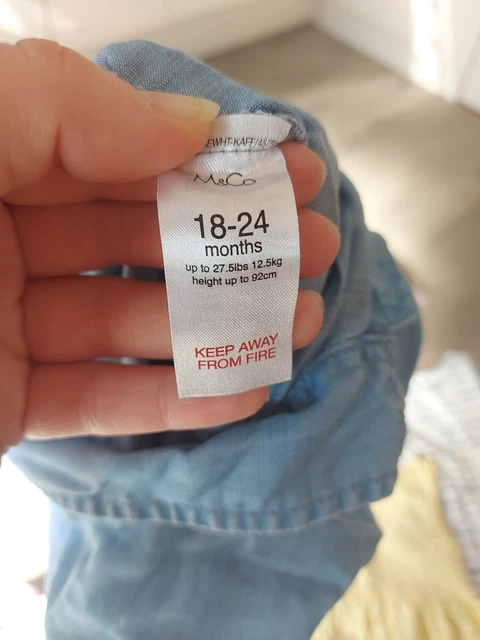 M&Co
18-24
months
up to 27.5lbs 12.5kg
height up to 92cm
KEEP AWAY
FROM FIRE